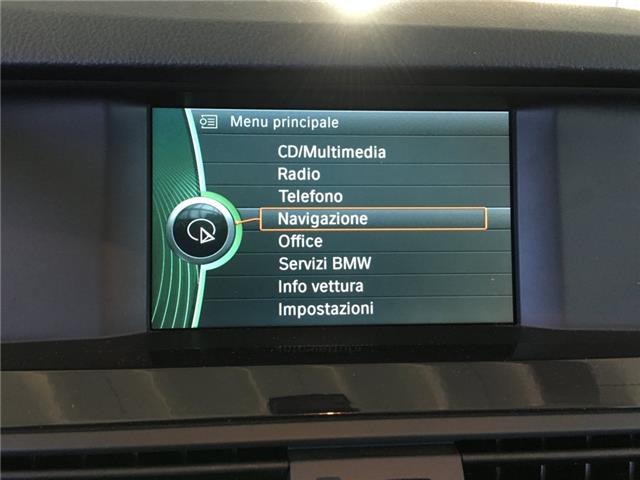 Menu principale
CD/Multimedia
Radio
Telefono
Navigazione
Office
Servizi BMW
Info vettura
Impostazioni